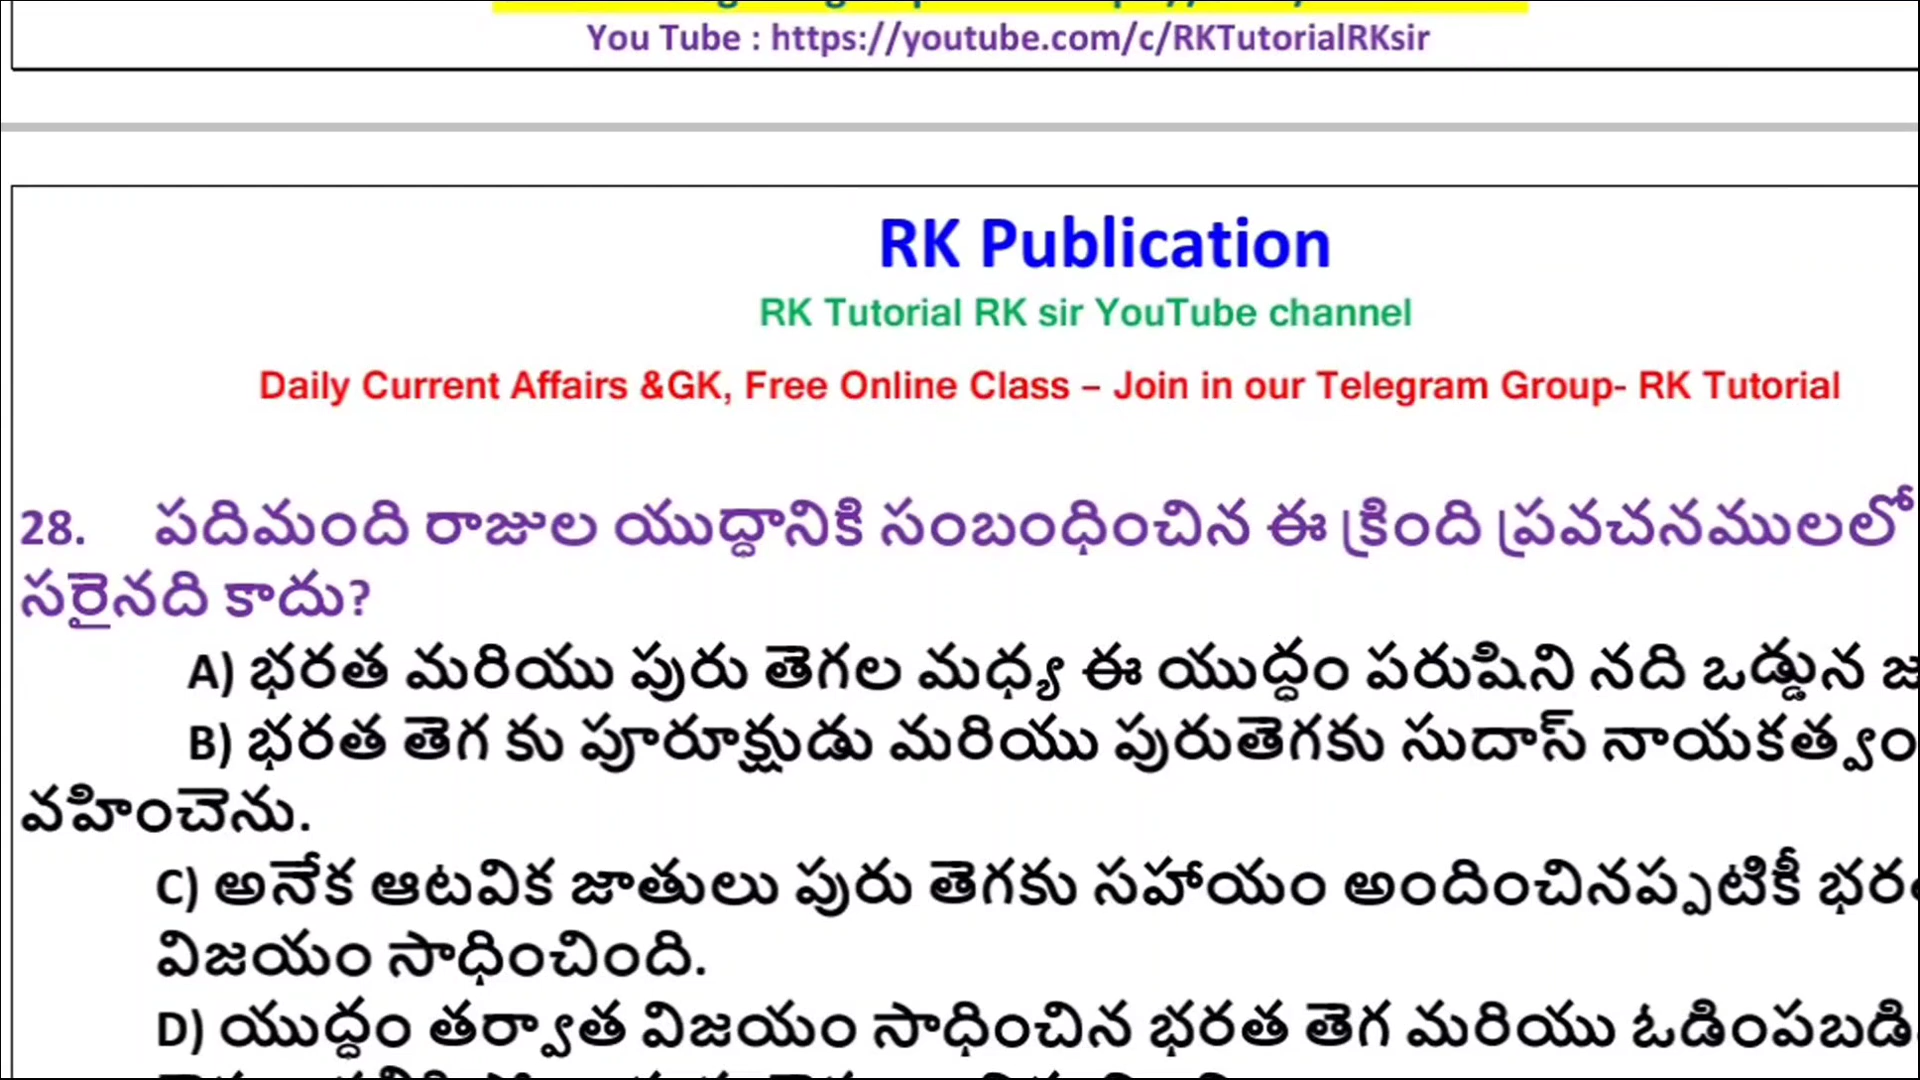 You Tube : https://youtube.com/c/RKTutorialRKsir
RK Publication
RK Tutorial RK sir YouTube channel
Daily Current Affairs &GK, Free Online Class – Join in our Telegram Group- RK Tutorial
28. పదిమంది రాజుల యుద్ధానికి సంబంధించిన ఈ క్రింది ప్రవచనములలో
సరైనది కాదు?
A) భరత మరియు పురు తెగల మధ్య ఈ యుద్ధం పరుషిని నది ఒడ్డున
B) భరత తెగ కు పూరూక్షుడు మరియు పురుతెగకు సుదాస్ నాయకత్వం
వహించెను.
C) అనేక ఆటవిక జాతులు పురు తెగకు సహాయం అందించినప్పటికీ
విజయం సాధించింది.
D) యుద్ధం తర్వాత విజయం సాధించిన భరత తెగ మరియు